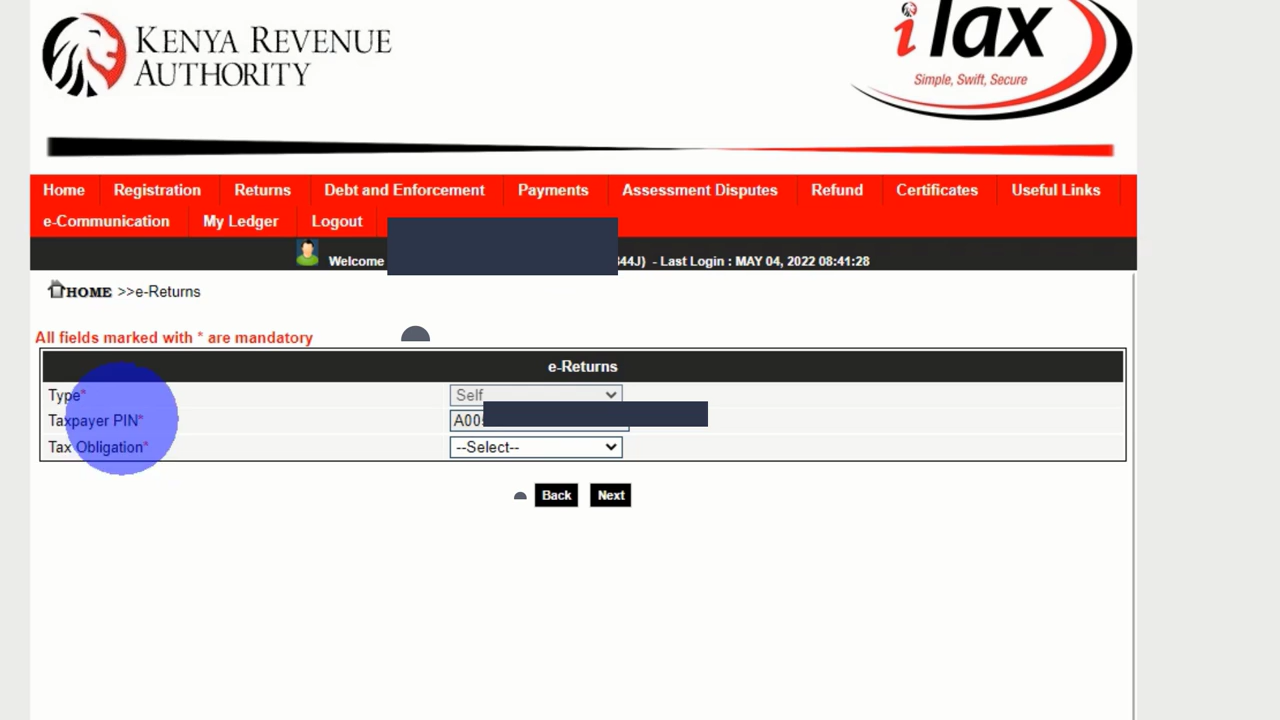 KENYA REVENUE
AUTHORITY
iTax
Simple, Swift, Secure
Home Registration Returns Debt and Enforcement Payments Assessment Disputes Refund Certificates Useful Links
e-Communication My Ledger Logout
Welcome 44J) - Last Login : MAY 04, 2022 08:41:28
HOME >>e-Returns
All fields marked with * are mandatory
e-Returns
Type* Self
Taxpayer PIN* A00
Tax Obligation* --Select--
Back Next